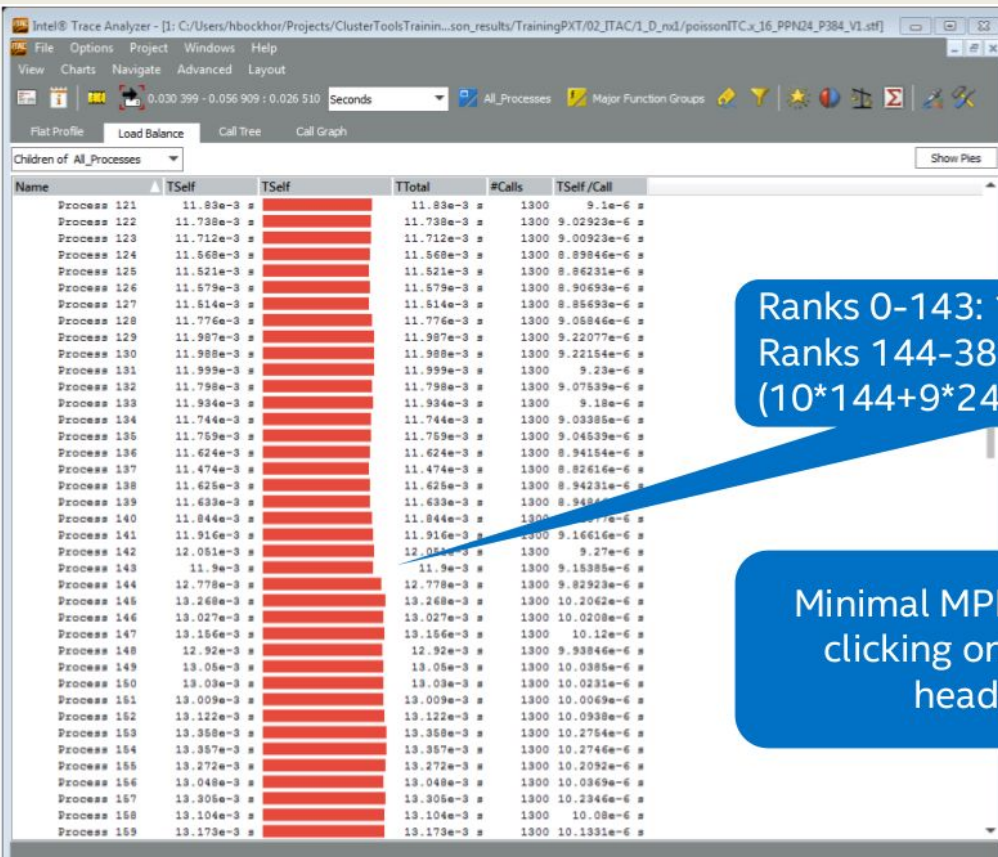 Intel® Trace Analyzer - [1: C:/Users/hbockhor/Projects/ClusterToolsTrainin...son_results/TrainingPXT/02_ITAC/1_D_nx1/poissonITC.x_16_PPN24_P384_V1.stf]
File Options Project Windows Help
View Charts Navigate Advanced Layout
0.030 399 - 0.056 909 : 0.026 510 Seconds All_Processes Major Function Groups
Flat Profile Load Balance Call Tree Call Graph
Children of All_Processes Show Pies
Name TSelf TSelf TTotal #Calls TSelf /Call
Process 121 11.83e-3 s 11.83e-3 s 1300 9.1e-6 s
Process 122 11.738e-3 s 11.738e-3 s 1300 9.02923e-6 s
Process 123 11.712e-3 s 11.712e-3 s 1300 9.00923e-6 s
Process 124 11.568e-3 s 11.568e-3 s 1300 8.89846e-6 s
Process 125 11.521e-3 s 11.521e-3 s 1300 8.86231e-6 s
Process 126 11.579e-3 s 11.579e-3 s 1300 8.90693e-6 s
Process 127 11.514e-3 s 11.514e-3 s 1300 8.85693e-6 s
Process 128 11.776e-3 s 11.776e-3 s 1300 9.05846e-6 s
Process 129 11.987e-3 s 11.987e-3 s 1300 9.22077e-6 s
Process 130 11.988e-3 s 11.988e-3 s 1300 9.22154e-6 s
Process 131 11.999e-3 s 11.999e-3 s 1300 9.23e-6 s
Process 132 11.798e-3 s 11.798e-3 s 1300 9.07539e-6 s
Process 133 11.934e-3 s 11.934e-3 s 1300 9.18e-6 s
Process 134 11.744e-3 s 11.744e-3 s 1300 9.03385e-6 s
Process 135 11.759e-3 s 11.759e-3 s 1300 9.04539e-6 s
Process 136 11.624e-3 s 11.624e-3 s 1300 8.94154e-6 s
Process 137 11.474e-3 s 11.474e-3 s 1300 8.82616e-6 s
Process 138 11.625e-3 s 11.625e-3 s 1300 8.94231e-6 s
Process 139 11.633e-3 s 11.633e-3 s 1300
Process 140 11.844e-3 s 11.844e-3 s 1300
Process 141 11.916e-3 s 11.916e-3 s 1300 9.16616e-6 s
Process 142 12.051e-3 s 12.051e-3 s 1300 9.27e-6 s
Process 143 11.9e-3 s 11.9e-3 s 1300 9.15385e-6 s
Process 144 12.778e-3 s 12.778e-3 s 1300 9.82923e-6 s
Process 145 13.268e-3 s 13.268e-3 s 1300 10.2062e-6 s
Process 146 13.027e-3 s 13.027e-3 s 1300 10.0208e-6 s
Process 147 13.156e-3 s 13.156e-3 s 1300 10.12e-6 s
Process 148 12.92e-3 s 12.92e-3 s 1300 9.93846e-6 s
Process 149 13.05e-3 s 13.05e-3 s 1300 10.0385e-6 s
Process 150 13.03e-3 s 13.03e-3 s 1300 10.0231e-6 s
Process 151 13.009e-3 s 13.009e-3 s 1300 10.0069e-6 s
Process 152 13.122e-3 s 13.122e-3 s 1300 10.0938e-6 s
Process 153 13.358e-3 s 13.358e-3 s 1300 10.2754e-6 s
Process 154 13.357e-3 s 13.357e-3 s 1300 10.2746e-6 s
Process 155 13.272e-3 s 13.272e-3 s 1300 10.2092e-6 s
Process 156 13.048e-3 s 13.048e-3 s 1300 10.0369e-6 s
Process 157 13.305e-3 s 13.305e-3 s 1300 10.2346e-6 s
Process 158 13.104e-3 s 13.104e-3 s 1300 10.08e-6 s
Process 159 13.173e-3 s 13.173e-3 s 1300 10.1331e-6 s
Ranks 0-143:
Ranks 144-38
(10*144+9*24
Minimal MP
clicking or
head